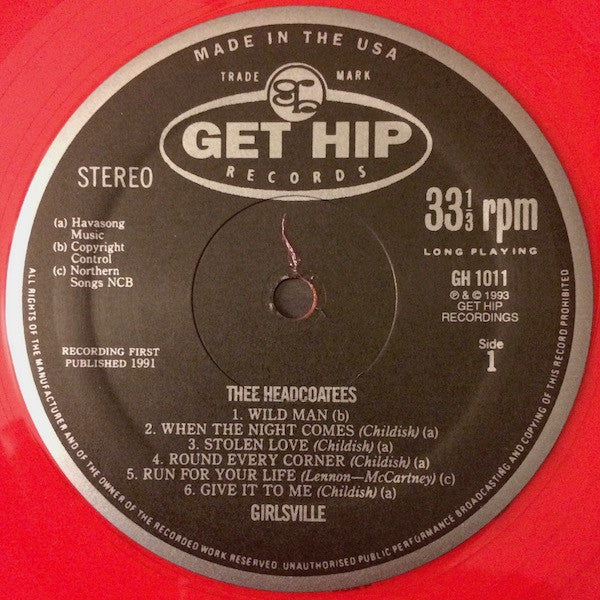 MADE IN THE USA
TRADE MARK
gh
GET HIP
RECORDS
STEREO
33 1/3 rpm
LONG PLAYING
(a) Havasong
Music
(b) Copyright
Control
(c) Northern
Songs NCB
GH 1011
℗ & © 1993
GET HIP
RECORDINGS
RECORDING FIRST
PUBLISHED 1991
Side
1
THEE HEADCOATEES
1. WILD MAN (b)
2. WHEN THE NIGHT COMES (Childish) (a)
3. STOLEN LOVE (Childish) (a)
4. ROUND EVERY CORNER (Childish) (a)
5. RUN FOR YOUR LIFE (Lennon—McCartney) (c)
6. GIVE IT TO ME (Childish) (a)
GIRLSVILLE
ALL RIGHTS OF THE MANUFACTURER AND OF THE OWNER OF THE RECORDED WORK RESERVED. UNAUTHORISED PUBLIC PERFORMANCE BROADCASTING AND COPYING OF THIS RECORD PROHIBITED